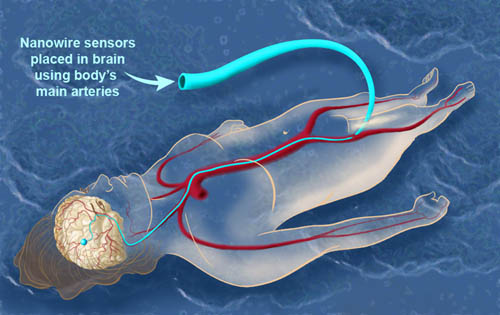 Nanowire sensors
placed in brain
using body's
main arteries